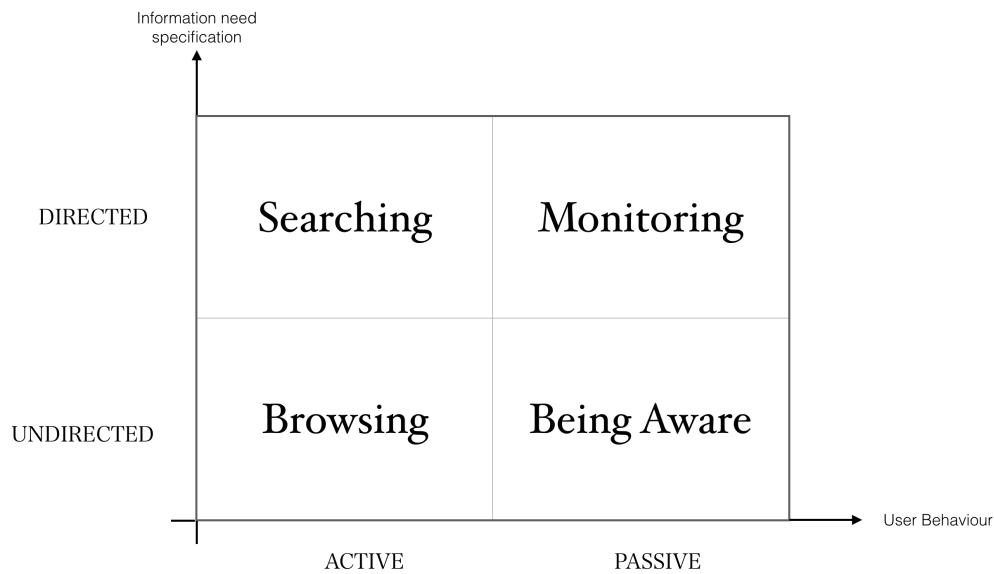 Information need
specification
DIRECTED
Searching
Monitoring
UNDIRECTED
Browsing
Being Aware
User Behaviour
ACTIVE
PASSIVE